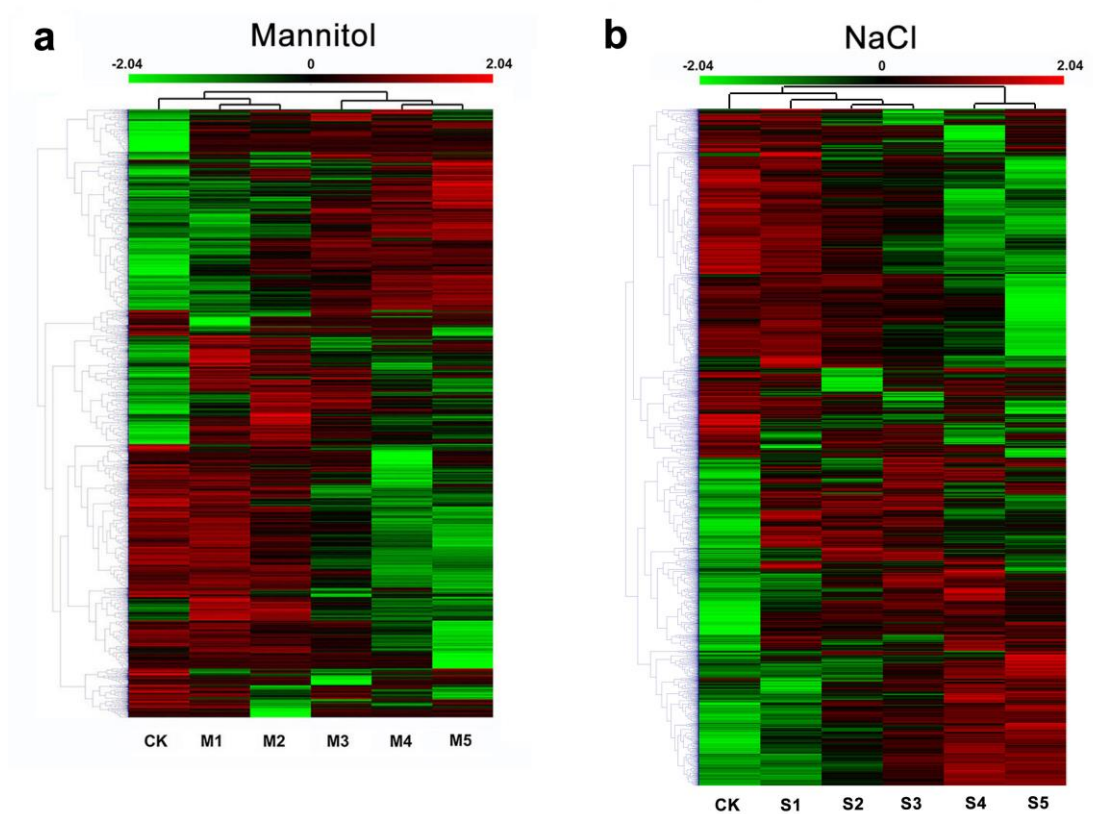 a
Mannitol
-2.04 0 2.04
CK M1 M2 M3 M4 M5
b
NaCl
-2.04 0 2.04
CK S1 S2 S3 S4 S5